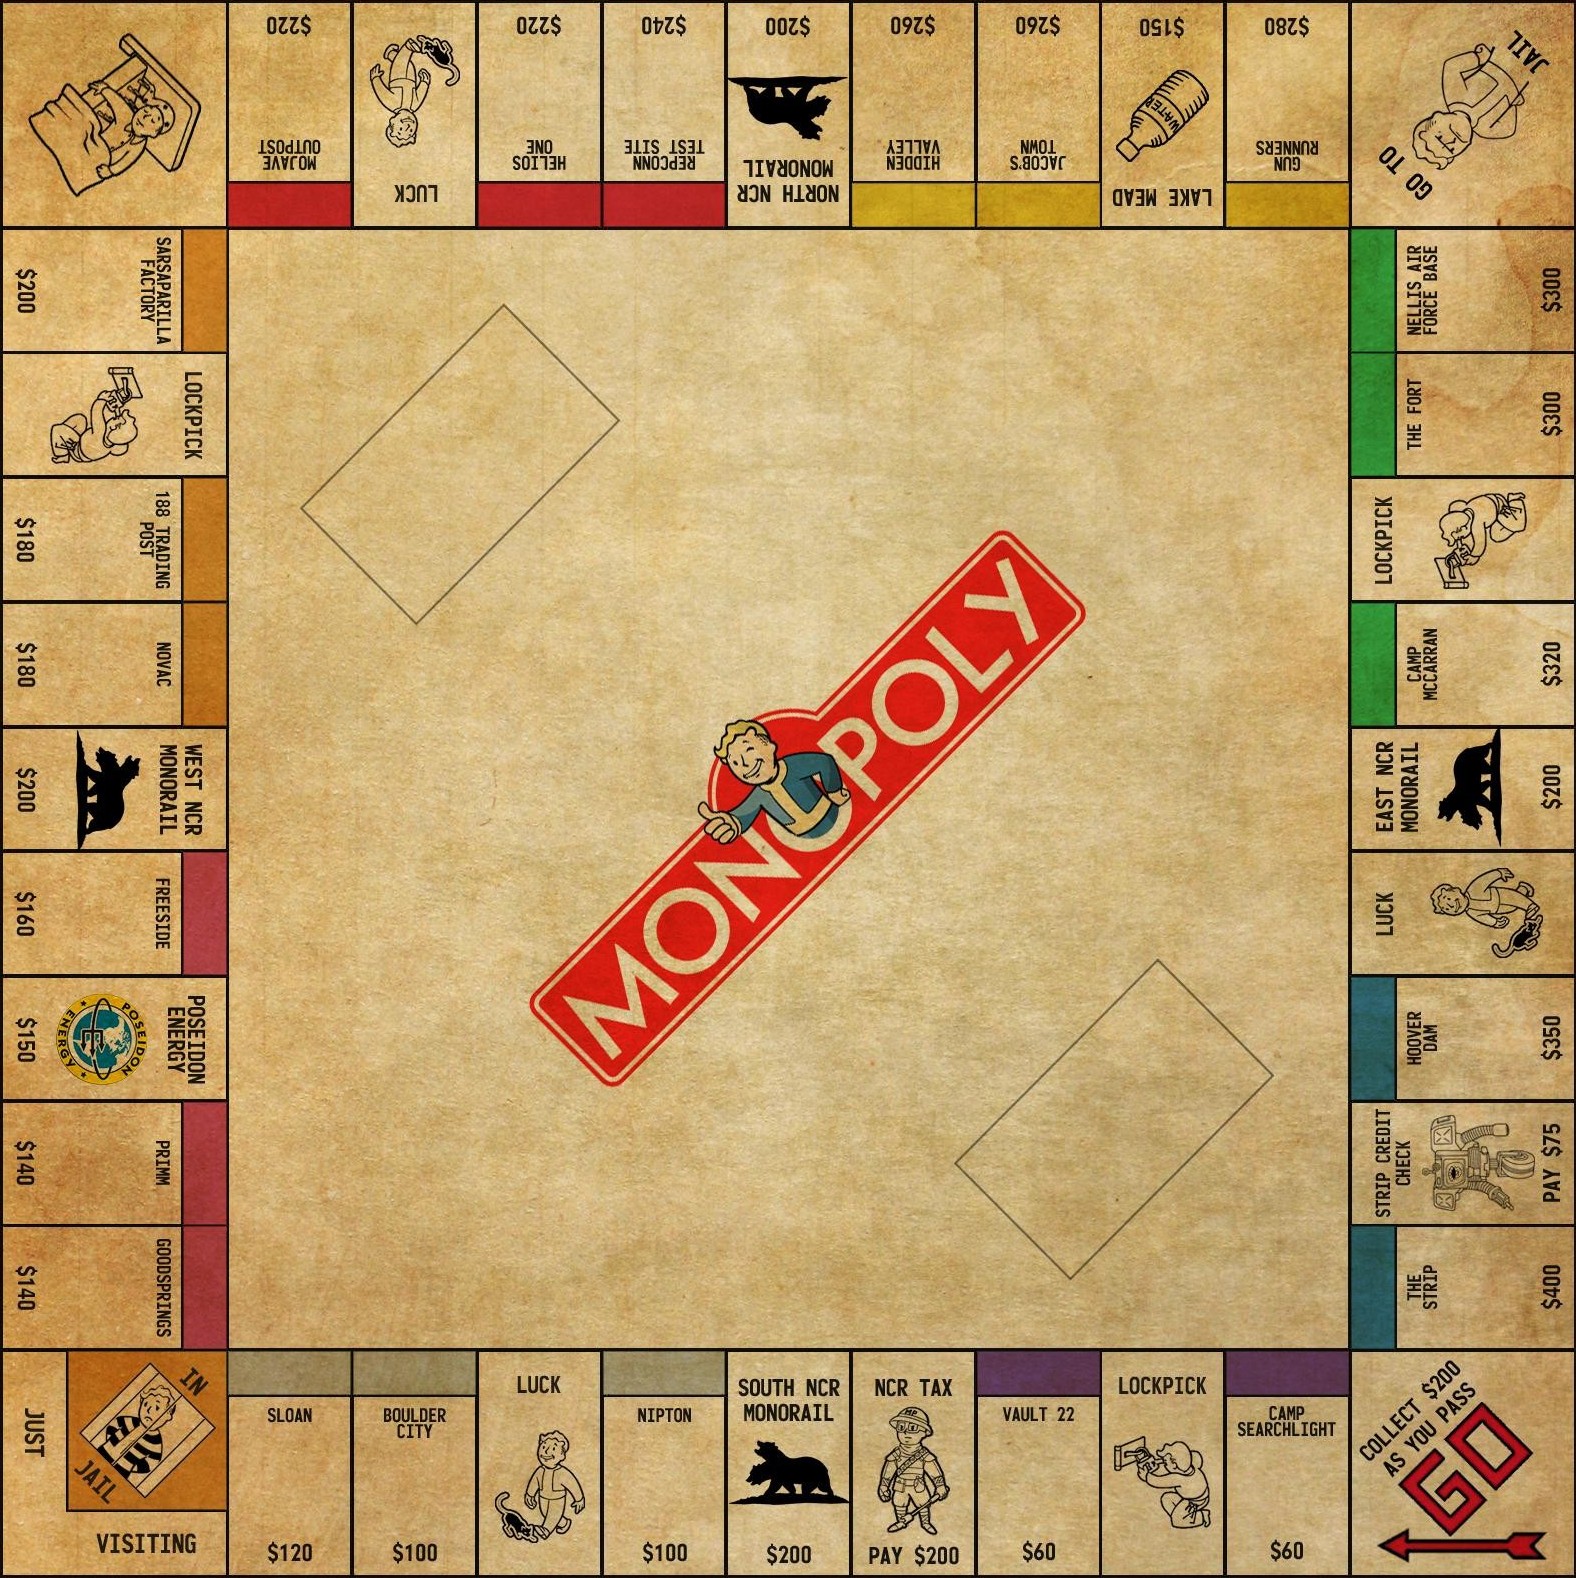 $220
MOJAVE
OUTPOST
LUCK
$220
HELIOS
ONE
$240
REPCONN
TEST SITE
$200
NORTH NCR
MONORAIL
$260
HIDDEN
VALLEY
$260
JACOB'S
TOWN
$150
WATER
LAKE MEAD
$280
GUN
RUNNERS
GO TO
JAIL
NELLIS AIR
FORCE BASE
$300
THE FORT
$300
LOCKPICK
CAMP
MCCARRAN
$320
EAST NCR
MONORAIL
$200
LUCK
HOOVER
DAM
$350
STRIP CREDIT
CHECK
PAY $75
THE
STRIP
$400
COLLECT $200
AS YOU PASS
GO
CAMP
SEARCHLIGHT
$60
LOCKPICK
VAULT 22
$60
NCR TAX
MP
PAY $200
SOUTH NCR
MONORAIL
$200
NIPTON
$100
LUCK
BOULDER
CITY
$100
SLOAN
$120
IN
JAIL
JUST
VISITING
GOODSPRINGS
$140
PRIMM
$140
POSEIDON
ENERGY
POSEIDON
ENERGY
$150
FREESIDE
$160
WEST NCR
MONORAIL
$200
NOVAC
$180
188 TRADING
POST
$180
LOCKPICK
SARSAPARILLA
FACTORY
$200
MONOPOLY